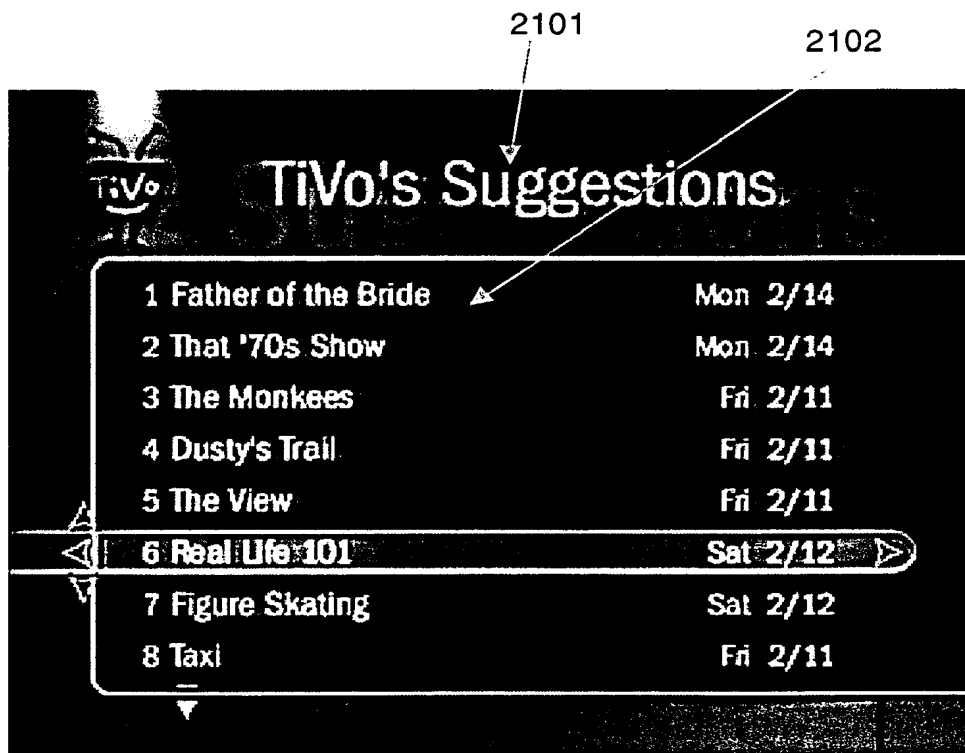 2101
2102
TiVo
TiVo's Suggestions
1 Father of the Bride Mon 2/14
2 That '70s Show Mon 2/14
3 The Monkees Fri 2/11
4 Dusty's Trail Fri 2/11
5 The View Fri 2/11
6 Real Life 101 Sat 2/12
7 Figure Skating Sat 2/12
8 Taxi Fri 2/11